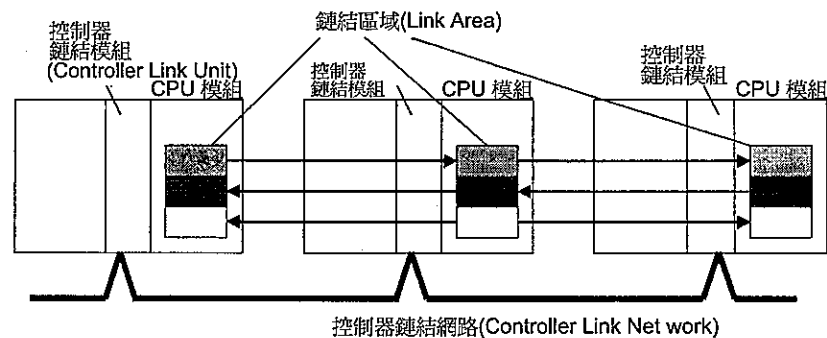 鏈結區域(Link Area)
控制器
鏈結模組
(Controller Link Unit)
CPU 模組
控制器
鏈結模組
CPU 模組
控制器
鏈結模組
CPU 模組
控制器鏈結網路(Controller Link Net work)